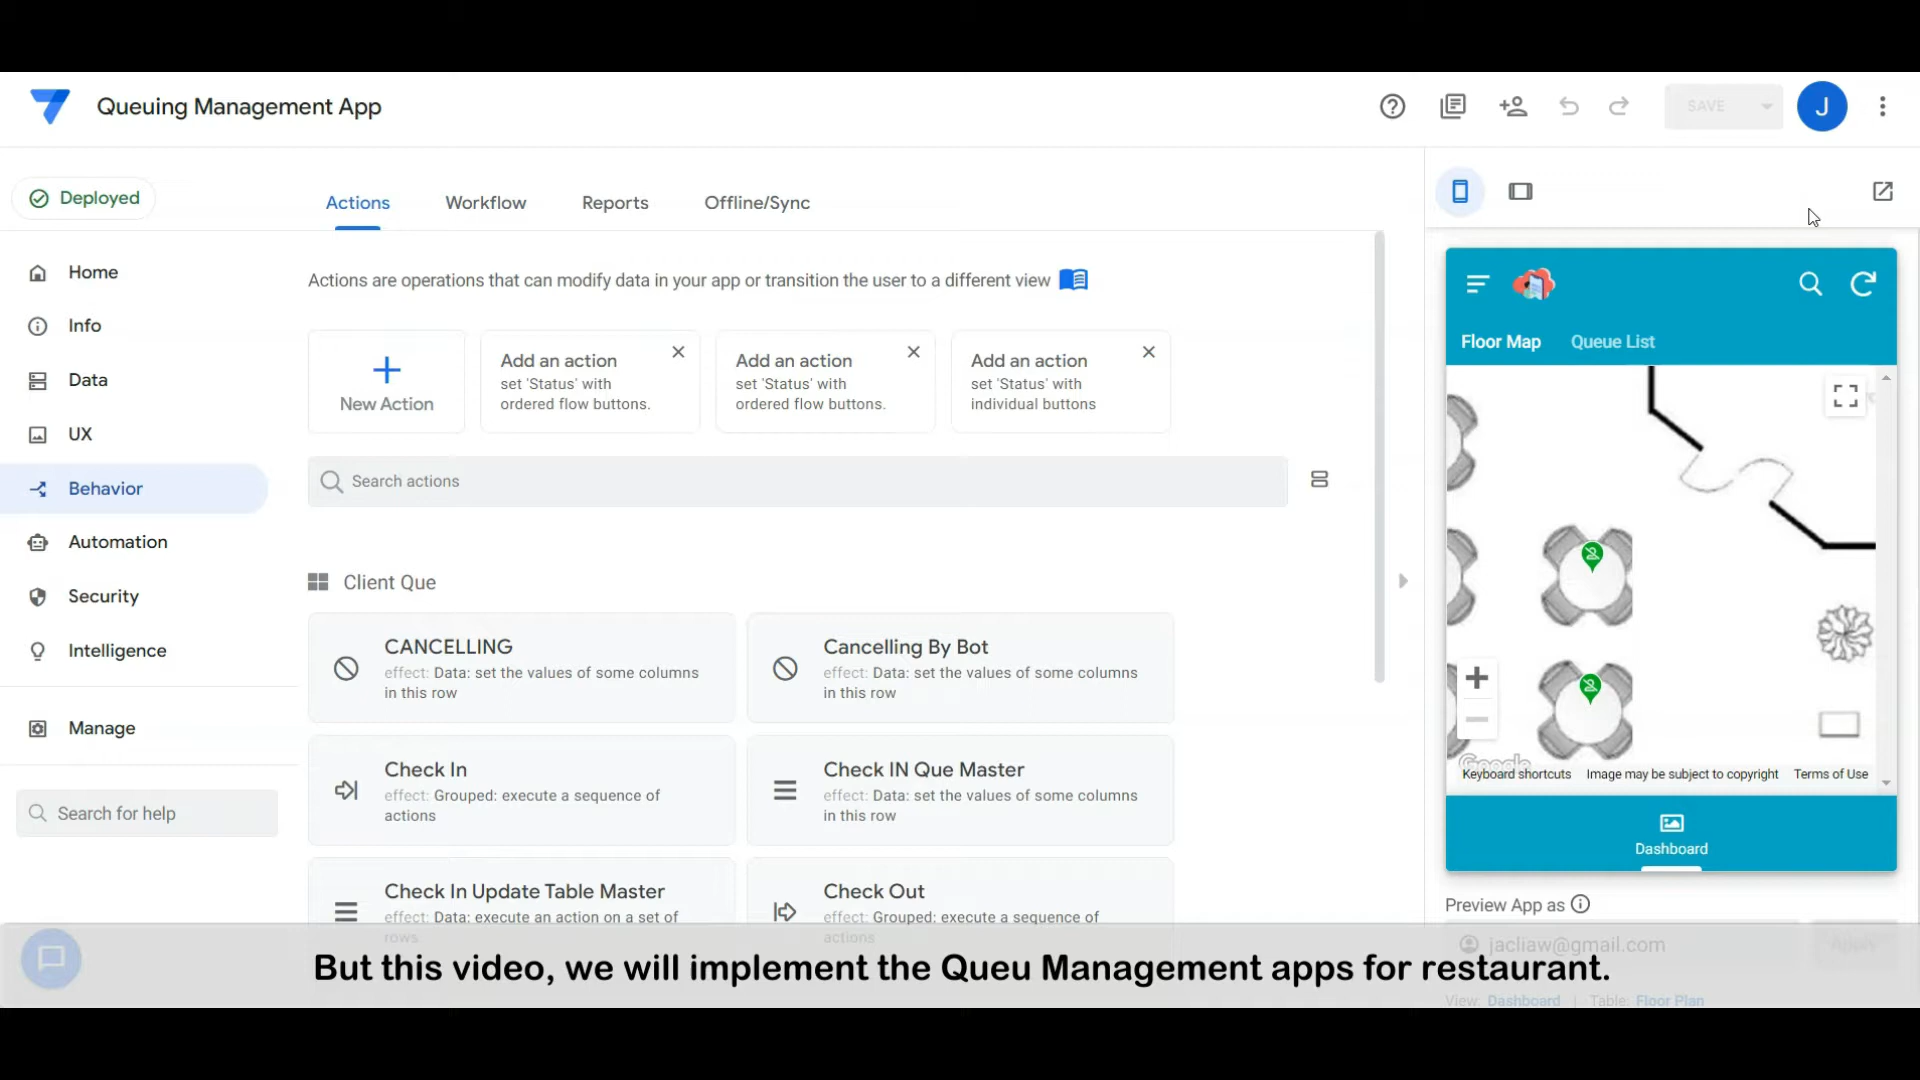 Queuing Management App
SAVE
J
Deployed
Actions
Workflow
Reports
Offline/Sync
Home
Info
Data
UX
Behavior
Automation
Security
Intelligence
Manage
Search for help
Actions are operations that can modify data in your app or transition the user to a different view
New Action
Add an action
set 'Status' with
ordered flow buttons.
Add an action
set 'Status' with
ordered flow buttons.
Add an action
set 'Status' with
individual buttons
Search actions
Client Que
CANCELLING
effect: Data: set the values of some columns
in this row
Cancelling By Bot
effect: Data: set the values of some columns
in this row
Check In
effect: Grouped: execute a sequence of
actions
Check IN Que Master
effect: Data: set the values of some columns
in this row
Check In Update Table Master
effect: Data: execute an action on a set of
rows
Check Out
effect: Grouped: execute a sequence of
actions
Floor Map
Queue List
Google
Keyboard shortcuts
Image may be subject to copyright
Terms of Use
Dashboard
Preview App as
jacliaw@gmail.com
Apply
View: Dashboard | Table: Floor Plan
But this video, we will implement the Queu Management apps for restaurant.